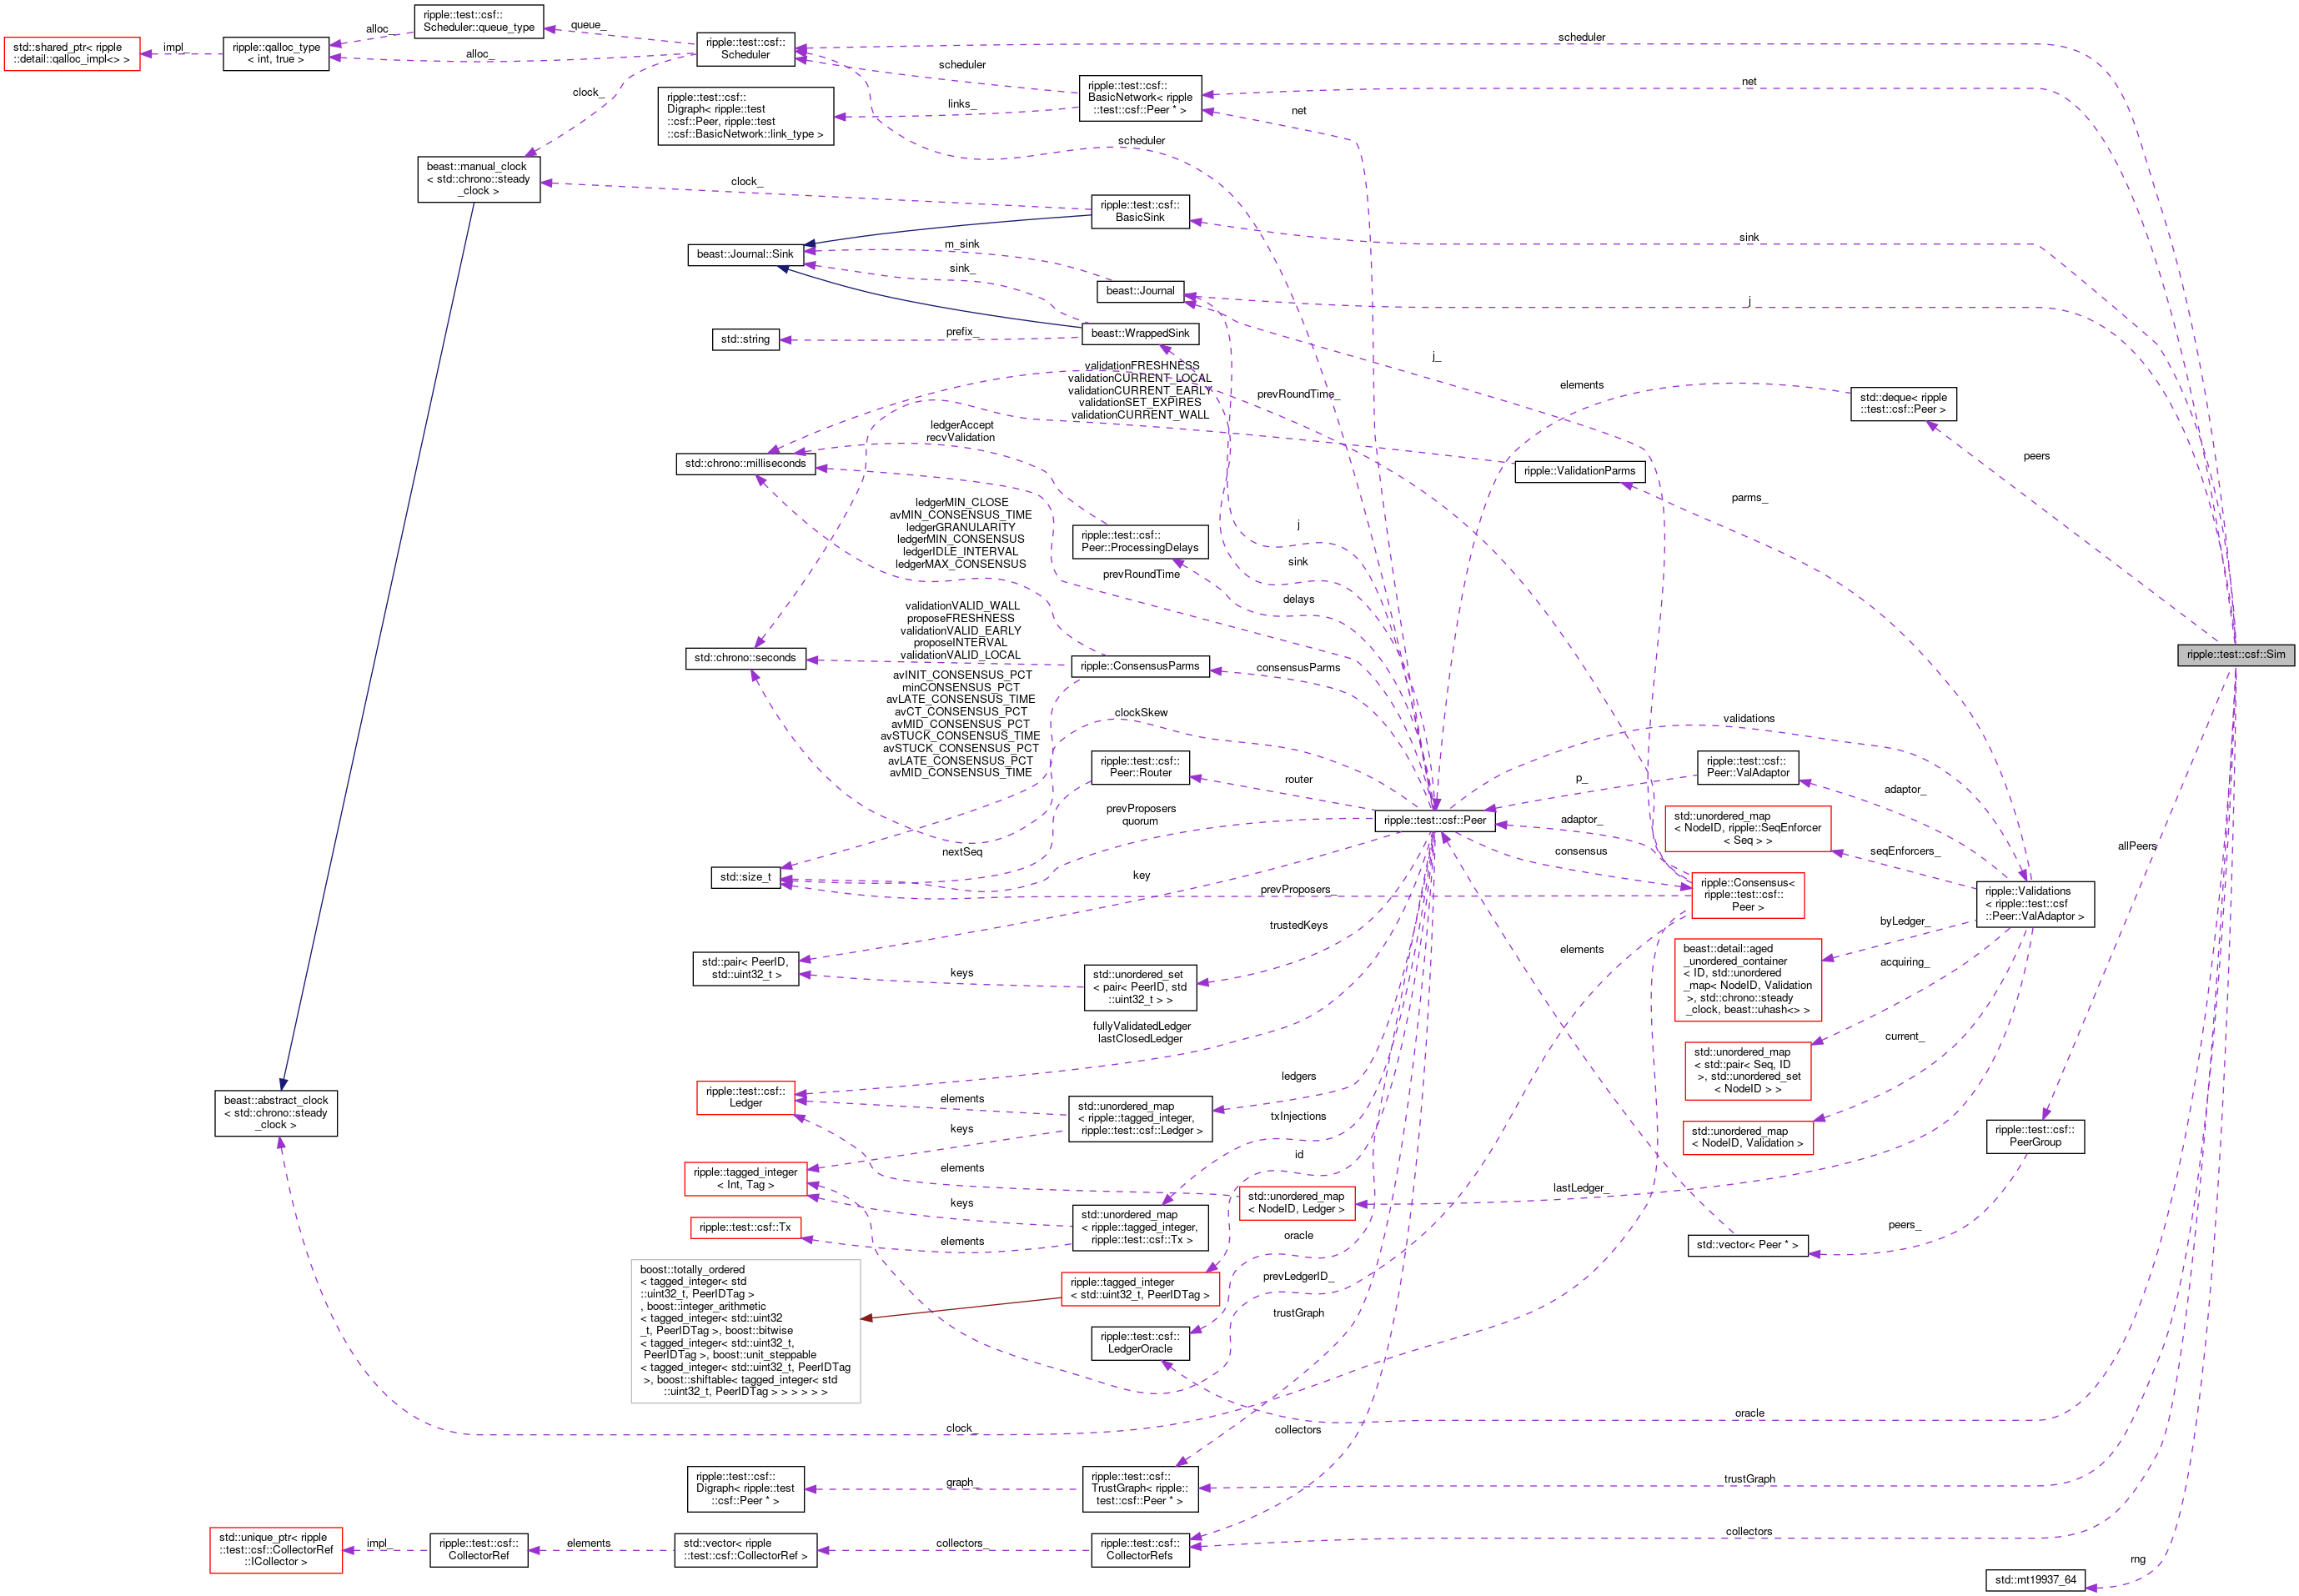 ripple::test::csf::
Scheduler::queue_type
queue_
alloc_
std::shared_ptr< ripple
::detail::qalloc_impl<> >
impl_
ripple::qalloc_type
< int, true >
alloc_
ripple::test::csf::
Scheduler
scheduler
scheduler
ripple::test::csf::
BasicNetwork< ripple
::test::csf::Peer * >
net
net
links_
clock_
ripple::test::csf::
Digraph< ripple::test
::csf::Peer, ripple::test
::csf::BasicNetwork::link_type >
scheduler
beast::manual_clock
< std::chrono::steady
_clock >
clock_
ripple::test::csf::
BasicSink
sink
beast::Journal::Sink
m_sink
sink_
beast::Journal
j
std::string
prefix_
beast::WrappedSink
j_
validationFRESHNESS
validationCURRENT_LOCAL
validationCURRENT_EARLY
validationSET_EXPIRES
validationCURRENT_WALL
prevRoundTime_
elements
std::deque< ripple
::test::csf::Peer >
peers
ledgerAccept
recvValidation
std::chrono::milliseconds
ripple::ValidationParms
parms_
ledgerMIN_CLOSE
avMIN_CONSENSUS_TIME
ledgerGRANULARITY
ledgerMIN_CONSENSUS
ledgerIDLE_INTERVAL
ledgerMAX_CONSENSUS
ripple::test::csf::
Peer::ProcessingDelays
j
sink
prevRoundTime
delays
validationVALID_WALL
proposeFRESHNESS
validationVALID_EARLY
proposeINTERVAL
validationVALID_LOCAL
std::chrono::seconds
ripple::ConsensusParms
consensusParms
ripple::test::csf::Sim
avINIT_CONSENSUS_PCT
minCONSENSUS_PCT
avLATE_CONSENSUS_TIME
avCT_CONSENSUS_PCT
avMID_CONSENSUS_PCT
avSTUCK_CONSENSUS_TIME
avSTUCK_CONSENSUS_PCT
avLATE_CONSENSUS_PCT
avMID_CONSENSUS_TIME
clockSkew
validations
ripple::test::csf::
Peer::Router
router
ripple::test::csf::
Peer::ValAdaptor
p_
adaptor_
prevProposers
quorum
ripple::test::csf::Peer
adaptor_
std::unordered_map
< NodeID, ripple::SeqEnforcer
< Seq > >
seqEnforcers_
allPeers
nextSeq
consensus
std::size_t
key
prevProposers_
ripple::Consensus<
ripple::test::csf::
Peer >
ripple::Validations
< ripple::test::csf
::Peer::ValAdaptor >
trustedKeys
byLedger_
std::pair< PeerID,
std::uint32_t >
keys
std::unordered_set
< pair< PeerID, std
::uint32_t > >
elements
beast::detail::aged
_unordered_container
< ID, std::unordered
_map< NodeID, Validation
>, std::chrono::steady
_clock, beast::uhash<> >
acquiring_
fullyValidatedLedger
lastClosedLedger
current_
std::unordered_map
< std::pair< Seq, ID
>, std::unordered_set
< NodeID > >
ledgers
ripple::test::csf::
Ledger
elements
std::unordered_map
< ripple::tagged_integer,
ripple::test::csf::Ledger >
txInjections
beast::abstract_clock
< std::chrono::steady
_clock >
keys
std::unordered_map
< NodeID, Validation >
ripple::test::csf::
PeerGroup
ripple::tagged_integer
< Int, Tag >
elements
id
std::unordered_map
< NodeID, Ledger >
lastLedger_
keys
ripple::test::csf::Tx
elements
std::unordered_map
< ripple::tagged_integer,
ripple::test::csf::Tx >
oracle
std::vector< Peer * >
peers_
boost::totally_ordered
< tagged_integer< std
::uint32_t, PeerIDTag >
, boost::integer_arithmetic
< tagged_integer< std::uint32
_t, PeerIDTag >, boost::bitwise
< tagged_integer< std::uint32_t,
PeerIDTag >, boost::unit_steppable
< tagged_integer< std::uint32_t, PeerIDTag
>, boost::shiftable< tagged_integer< std
::uint32_t, PeerIDTag > > > > > >
ripple::tagged_integer
< std::uint32_t, PeerIDTag >
prevLedgerID_
trustGraph
ripple::test::csf::
LedgerOracle
oracle
clock_
collectors
ripple::test::csf::
Digraph< ripple::test
::csf::Peer * >
graph_
ripple::test::csf::
TrustGraph< ripple::
test::csf::Peer * >
trustGraph
std::unique_ptr< ripple
::test::csf::CollectorRef
::ICollector >
impl_
ripple::test::csf::
CollectorRef
elements
std::vector< ripple
::test::csf::CollectorRef >
collectors_
ripple::test::csf::
CollectorRefs
collectors
rng
std::mt19937_64